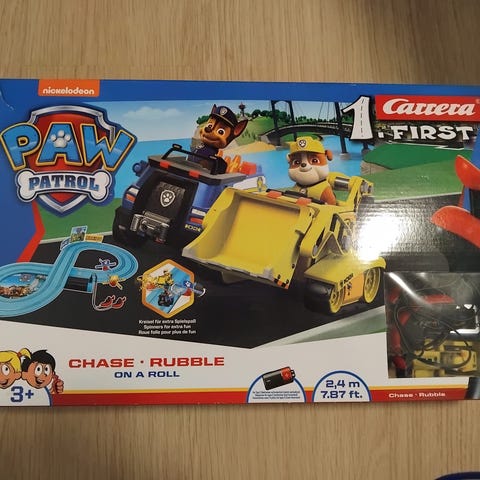 nickelodeon
PAW
PATROL
Carrera
1 FIRST
Kreisel für extra Spielspaß
Spinners for extra fun
Roue folle pour plus de fun
CHASE · RUBBLE
ON A ROLL
3+
2,4 m
7.87 ft.
Chase · Rubble